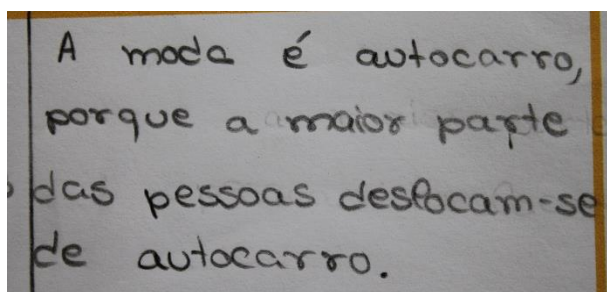 A moda é autocarro,
porque a maior parte
das pessoas deslocam-se
de autocarro.